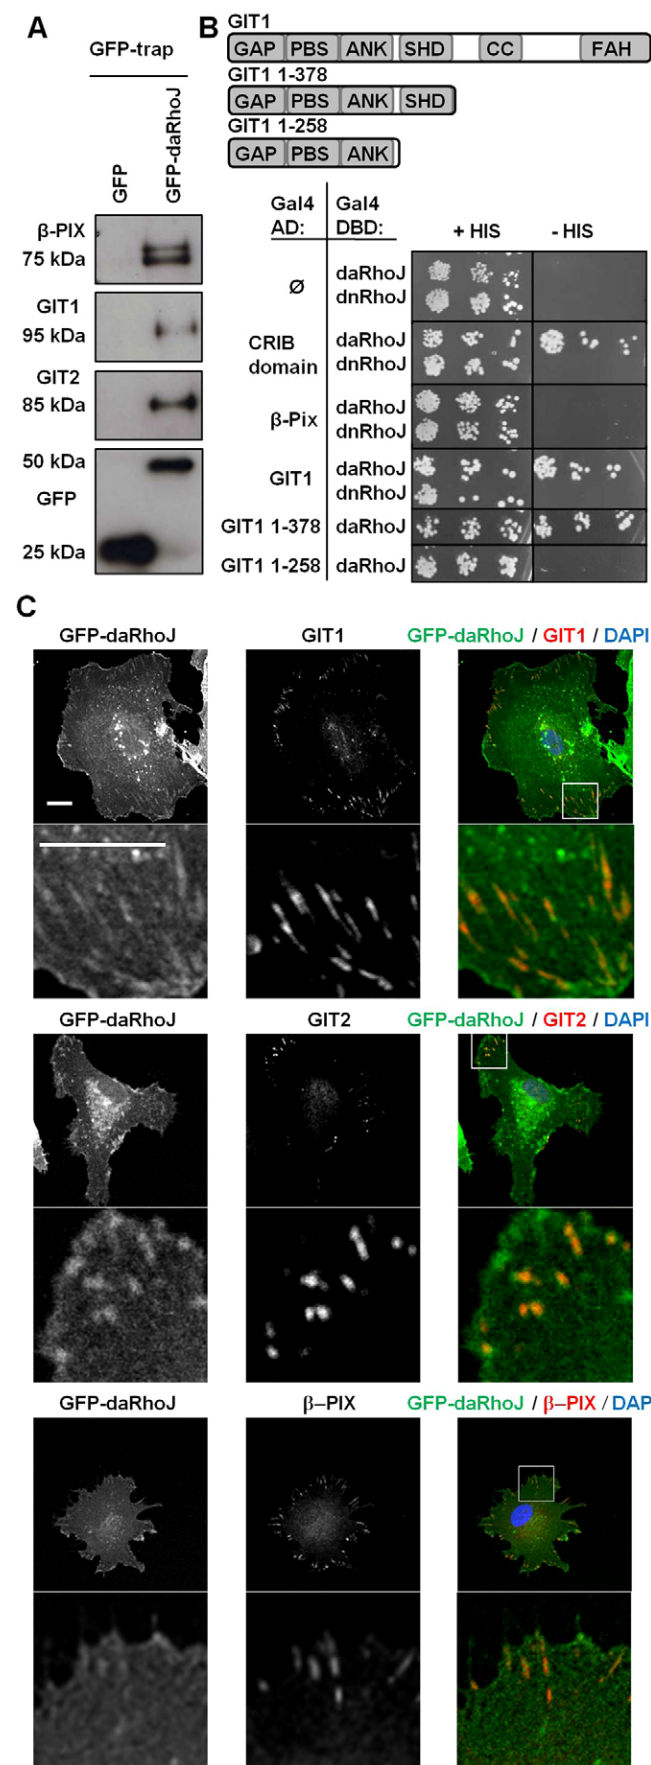 A
GFP-trap
GFP
GFP-daRhoJ
β-PIX
75 kDa
GIT1
95 kDa
GIT2
85 kDa
50 kDa
GFP
25 kDa
B
GIT1
GAP PBS ANK SHD CC FAH
GIT1 1-378
GAP PBS ANK SHD
GIT1 1-258
GAP PBS ANK
Gal4 AD:
Gal4 DBD:
+ HIS
- HIS
Ø
daRhoJ
dnRhoJ
CRIB domain
daRhoJ
dnRhoJ
β-Pix
daRhoJ
dnRhoJ
GIT1
daRhoJ
dnRhoJ
GIT1 1-378 daRhoJ
GIT1 1-258 daRhoJ
C
GFP-daRhoJ GIT1 GFP-daRhoJ / GIT1 / DAPI
GFP-daRhoJ GIT2 GFP-daRhoJ / GIT2 / DAPI
GFP-daRhoJ β–PIX GFP-daRhoJ / β–PIX / DAP